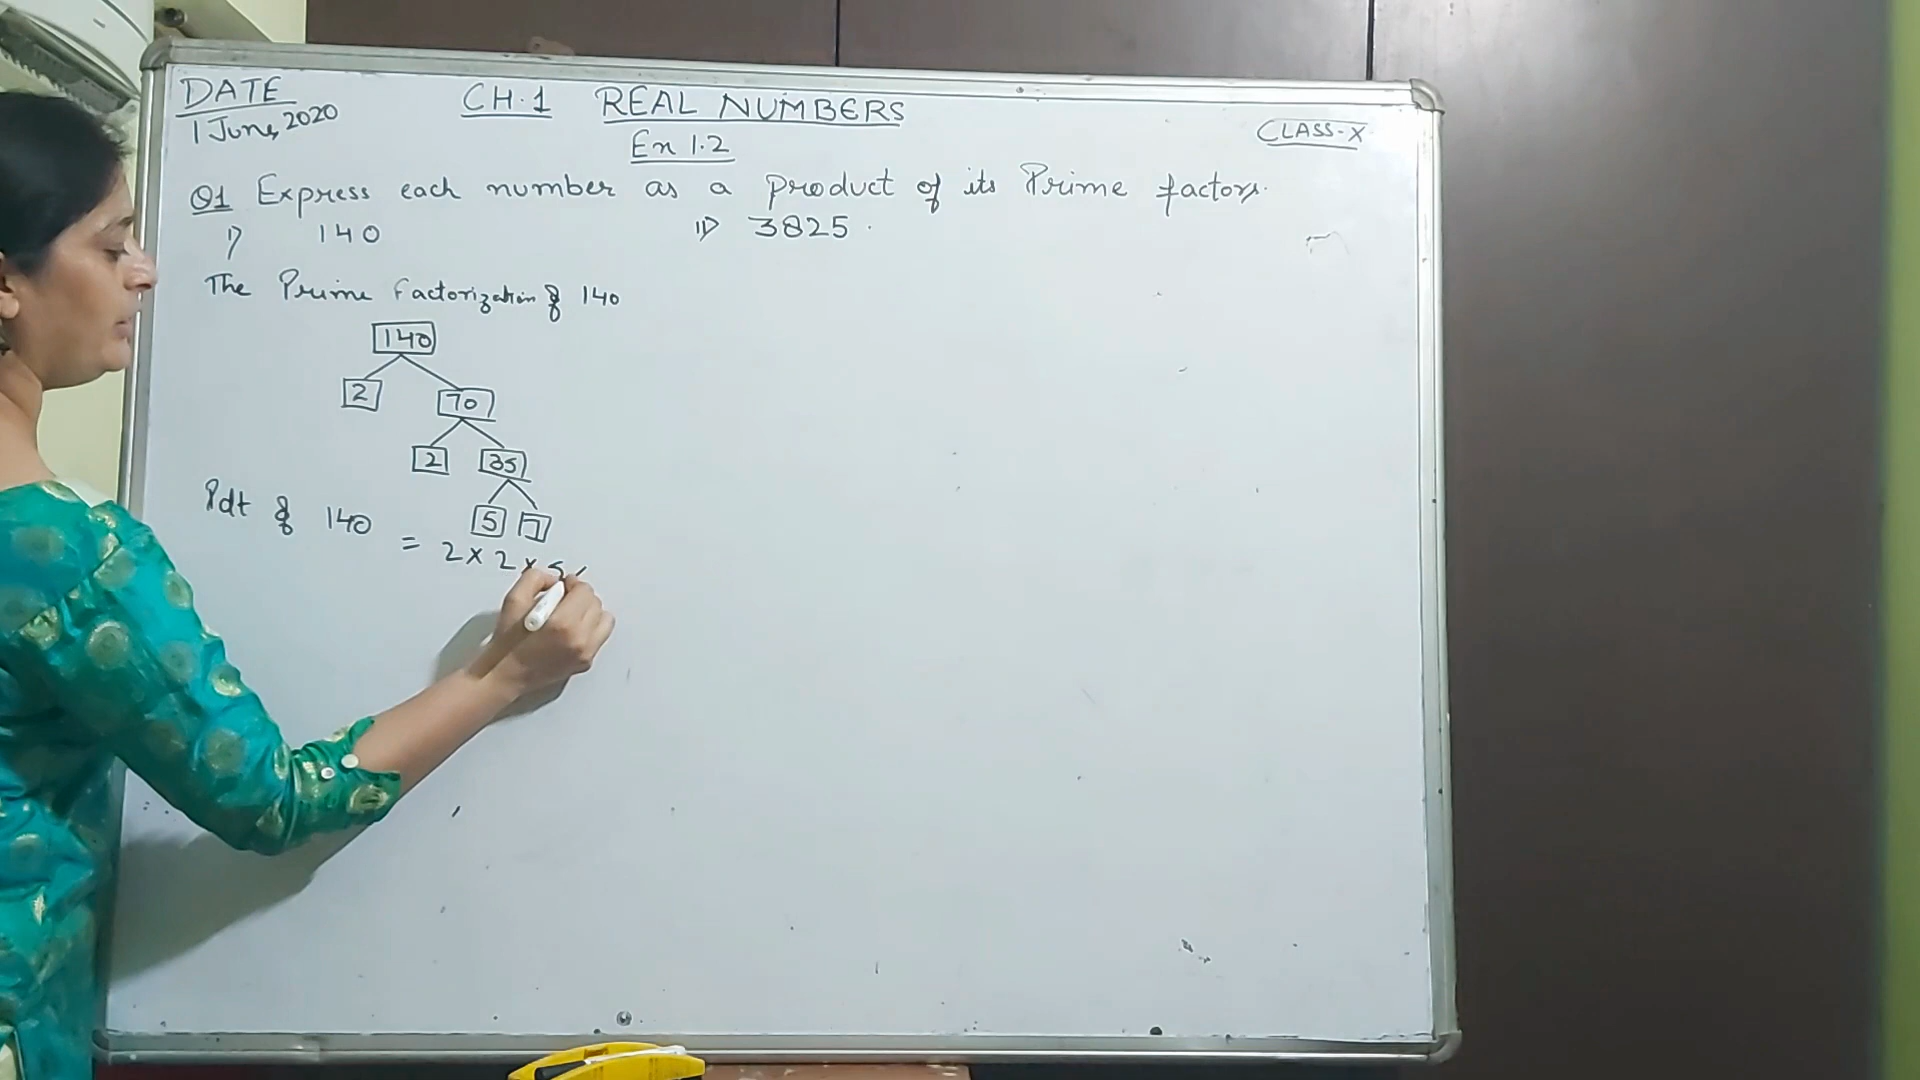 DATE
1 June, 2020
CH.1 REAL NUMBERS
Ex 1.2
CLASS-X
Q1 Express each number as a product of its Prime factors.
i) 140 ii) 3825.
The Prime Factorization of 140
140
2 70
2 35
5 7
Pdt of 140 = 2 x 2 x 5 x